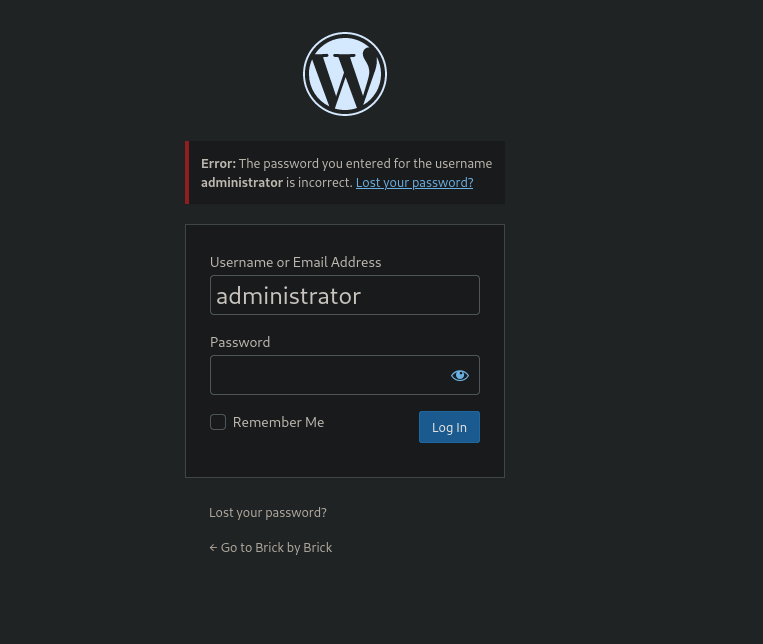 Error: The password you entered for the username
administrator is incorrect. Lost your password?
Username or Email Address
administrator
Password
Remember Me
Log In
Lost your password?
← Go to Brick by Brick